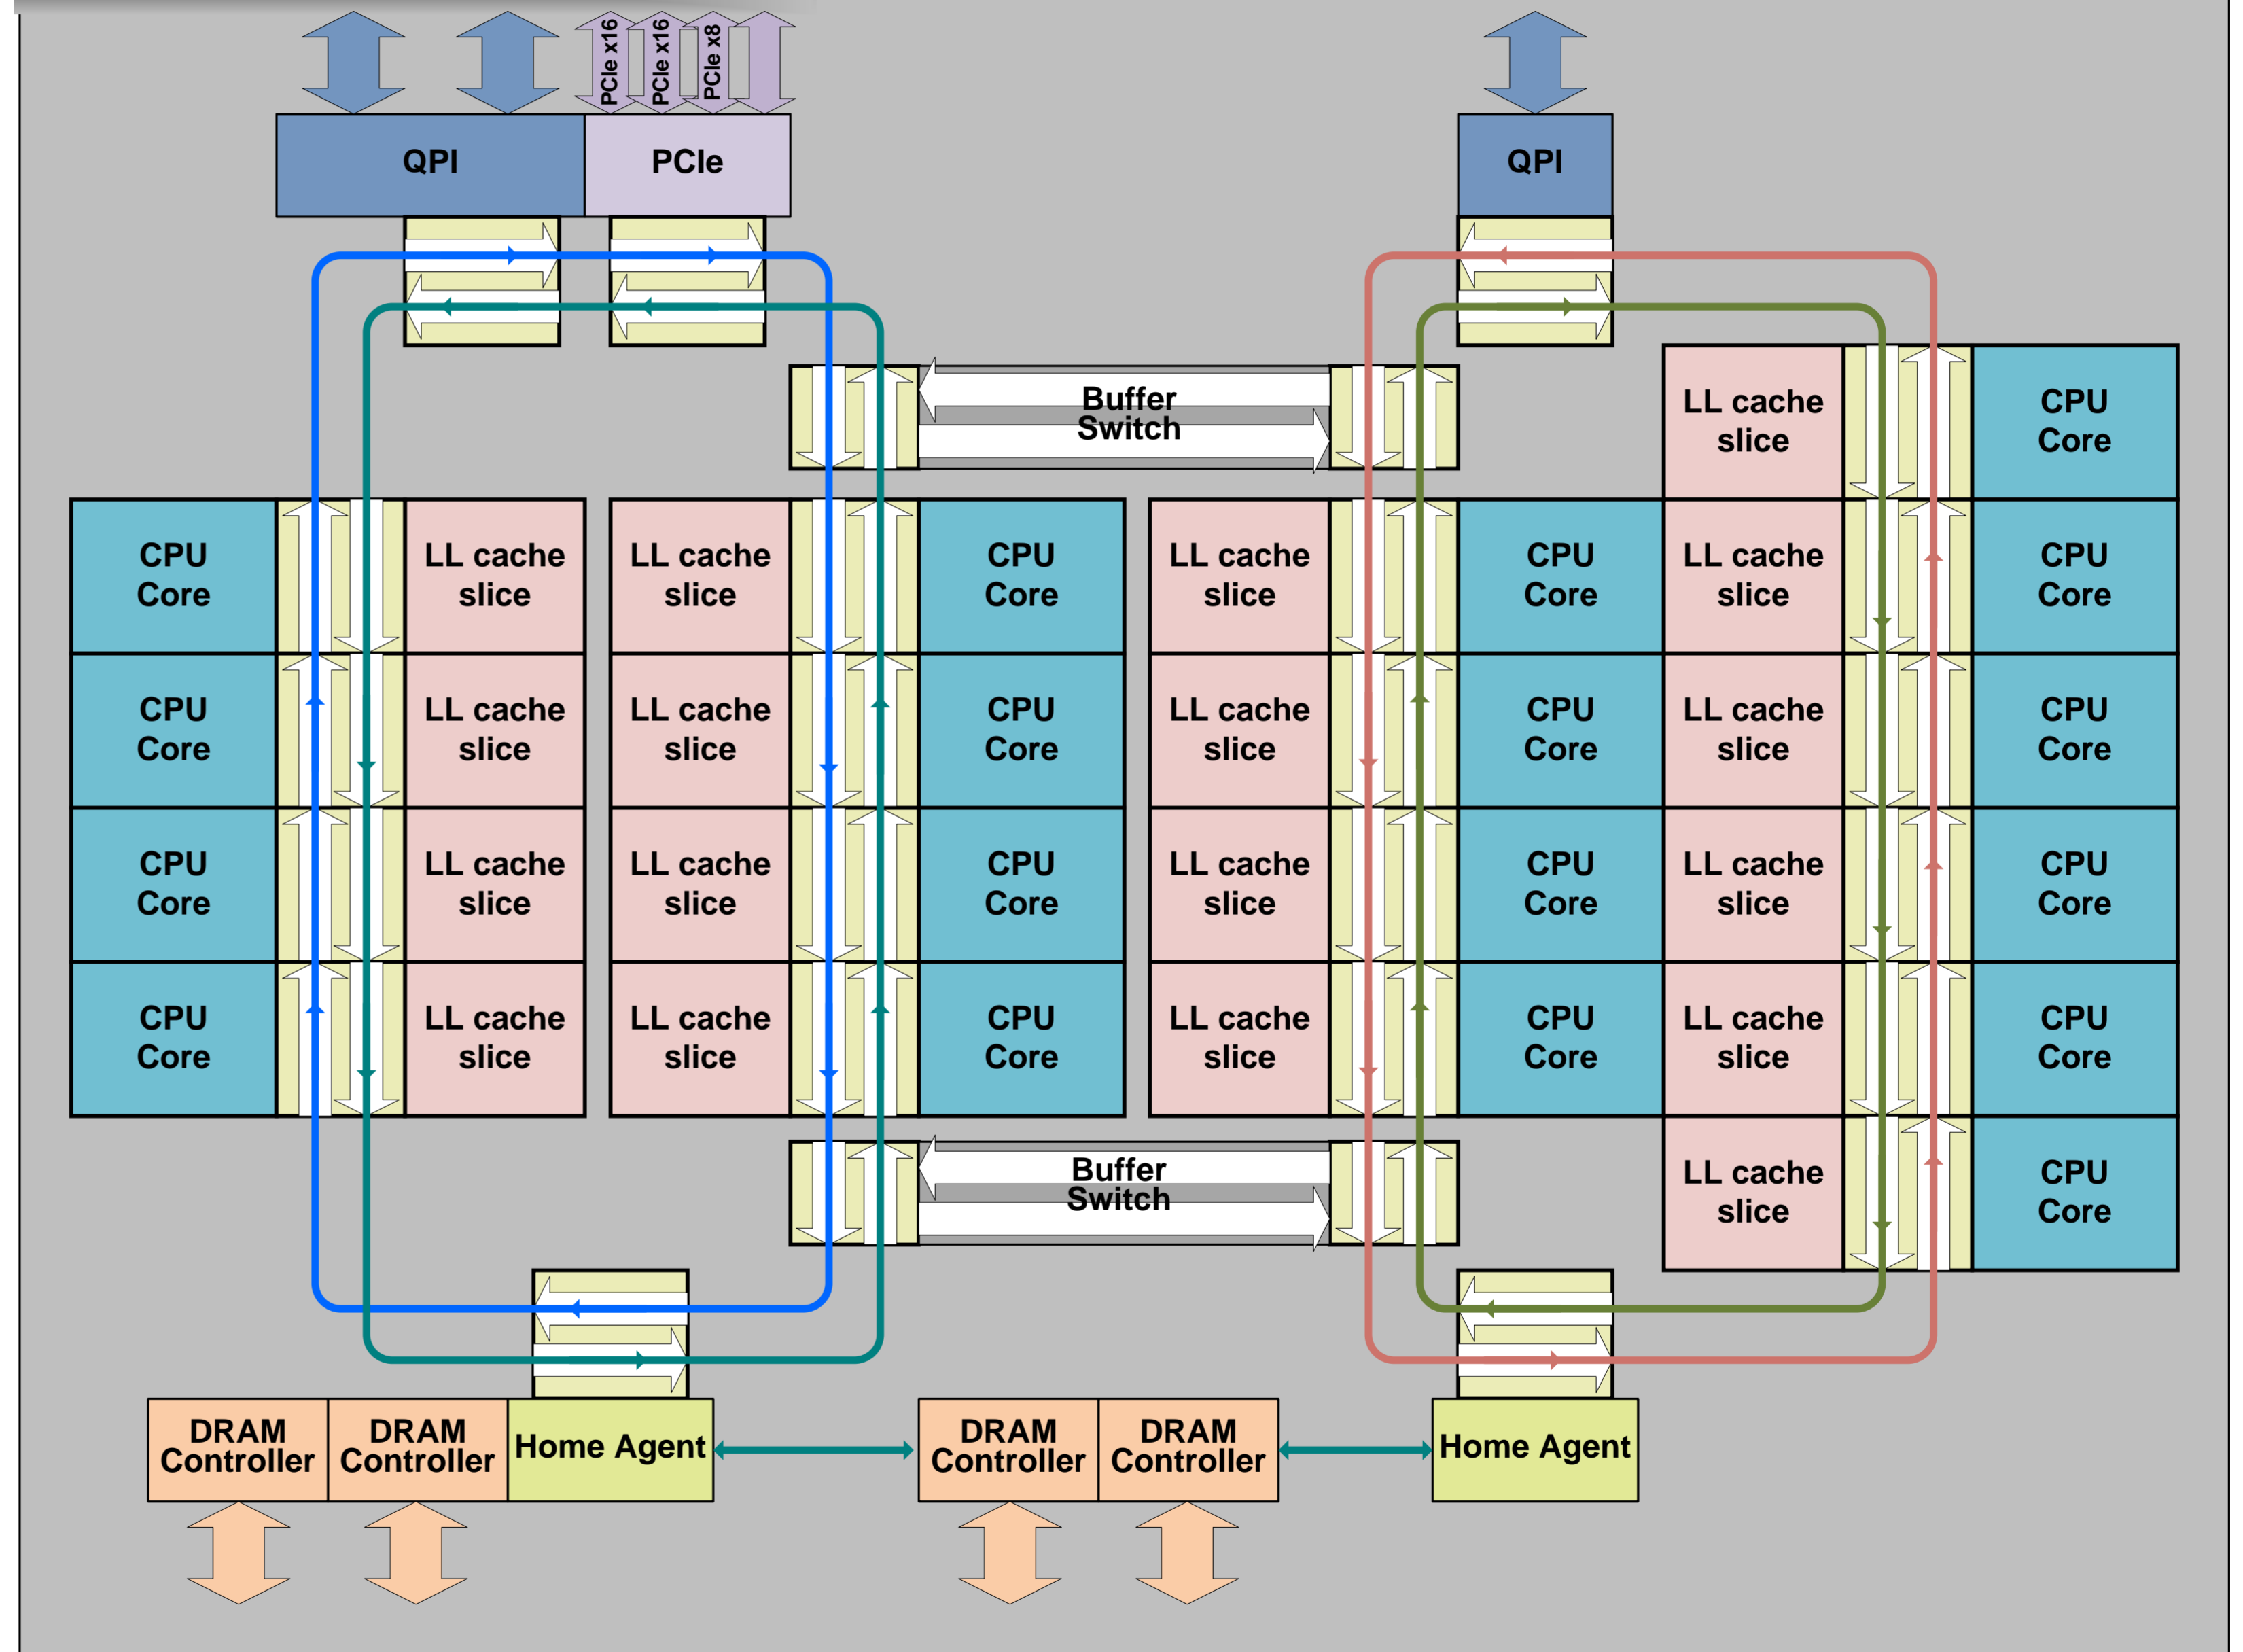 PCIe x16
PCIe x16
PCIe x8
QPI
PCIe
QPI
Buffer
Switch
LL cache
slice
CPU
Core
CPU
Core
LL cache
slice
LL cache
slice
CPU
Core
LL cache
slice
CPU
Core
LL cache
slice
CPU
Core
CPU
Core
LL cache
slice
LL cache
slice
CPU
Core
LL cache
slice
CPU
Core
LL cache
slice
CPU
Core
CPU
Core
LL cache
slice
LL cache
slice
CPU
Core
LL cache
slice
CPU
Core
LL cache
slice
CPU
Core
CPU
Core
LL cache
slice
LL cache
slice
CPU
Core
LL cache
slice
CPU
Core
LL cache
slice
CPU
Core
Buffer
Switch
LL cache
slice
CPU
Core
DRAM
Controller
DRAM
Controller
Home Agent
DRAM
Controller
DRAM
Controller
Home Agent